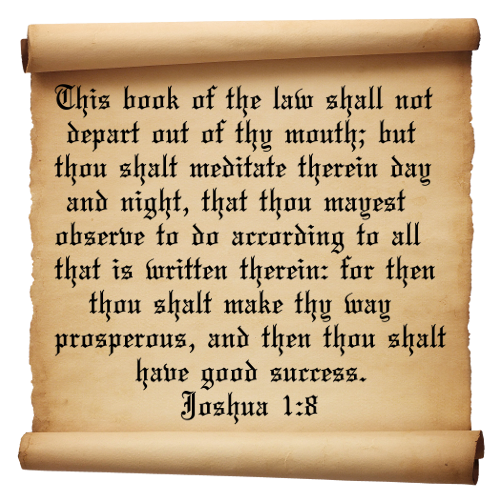 This book of the law shall not
depart out of thy mouth; but
thou shalt meditate therein day
and night, that thou mayest
observe to do according to all
that is written therein: for then
thou shalt make thy way
prosperous, and then thou shalt
have good success.
Joshua 1:8